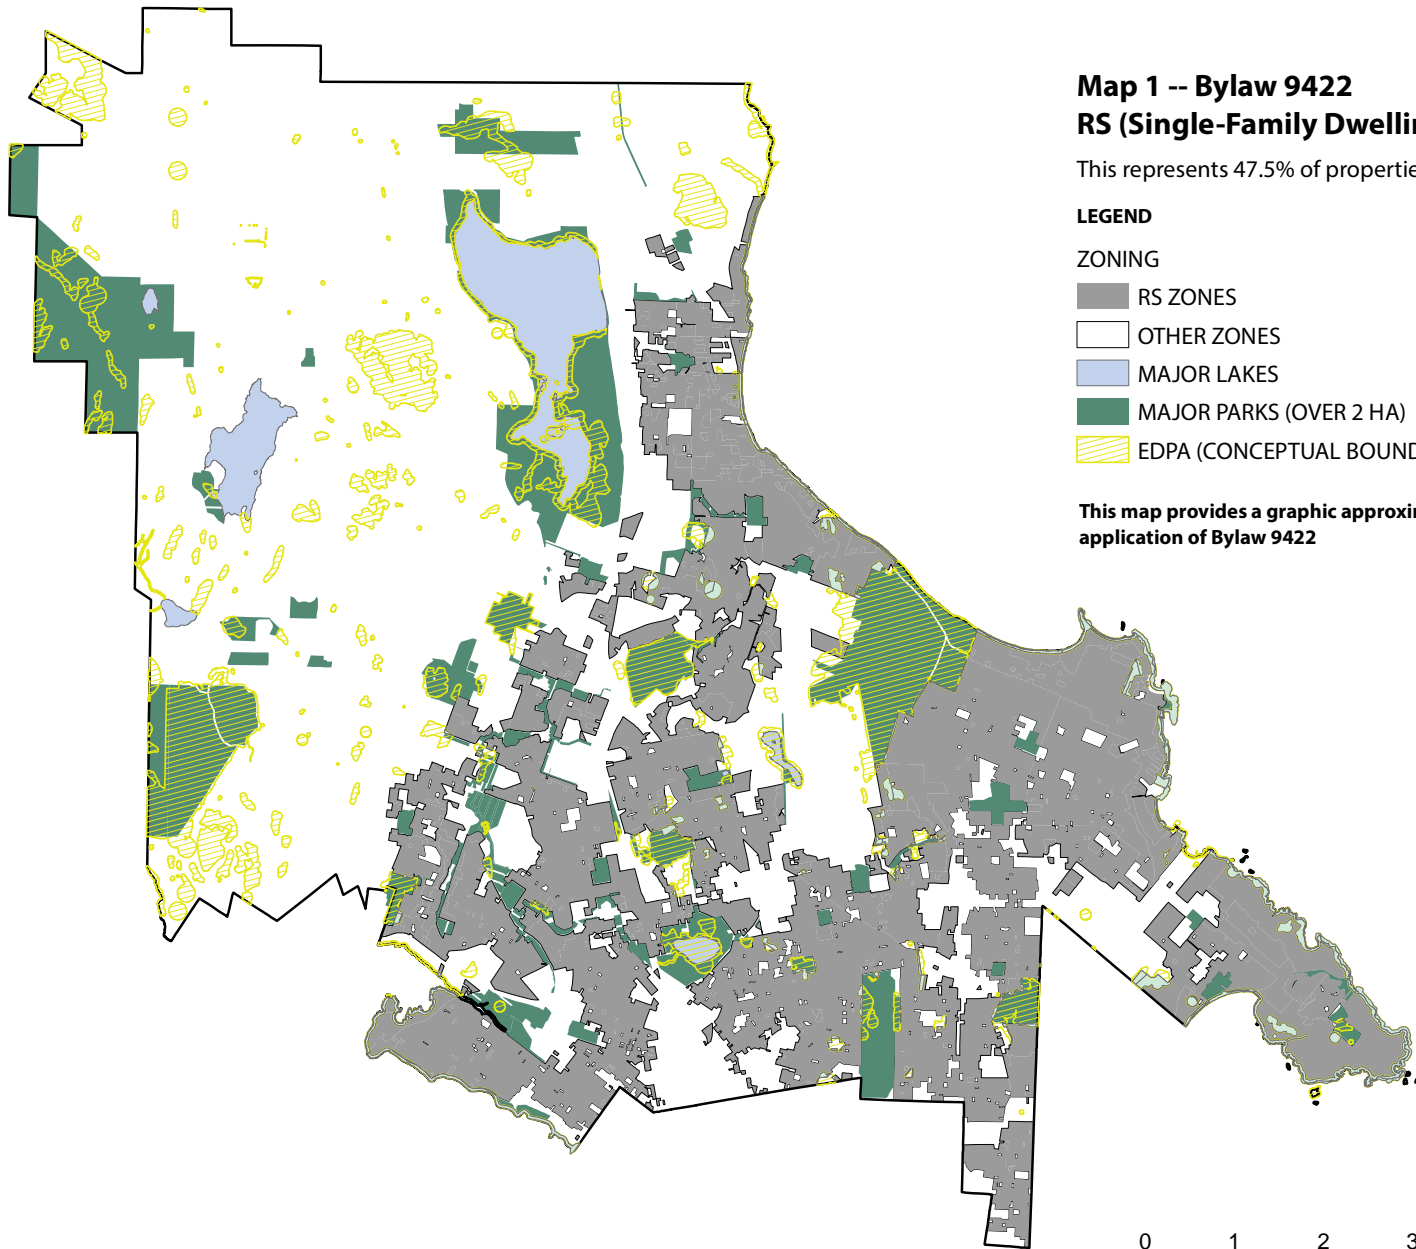 Map 1 -- Bylaw 9422
RS (Single-Family Dwellin
This represents 47.5% of propertie
LEGEND
ZONING
RS ZONES
OTHER ZONES
MAJOR LAKES
MAJOR PARKS (OVER 2 HA)
EDPA (CONCEPTUAL BOUND
This map provides a graphic approxin
application of Bylaw 9422
0 1 2 3